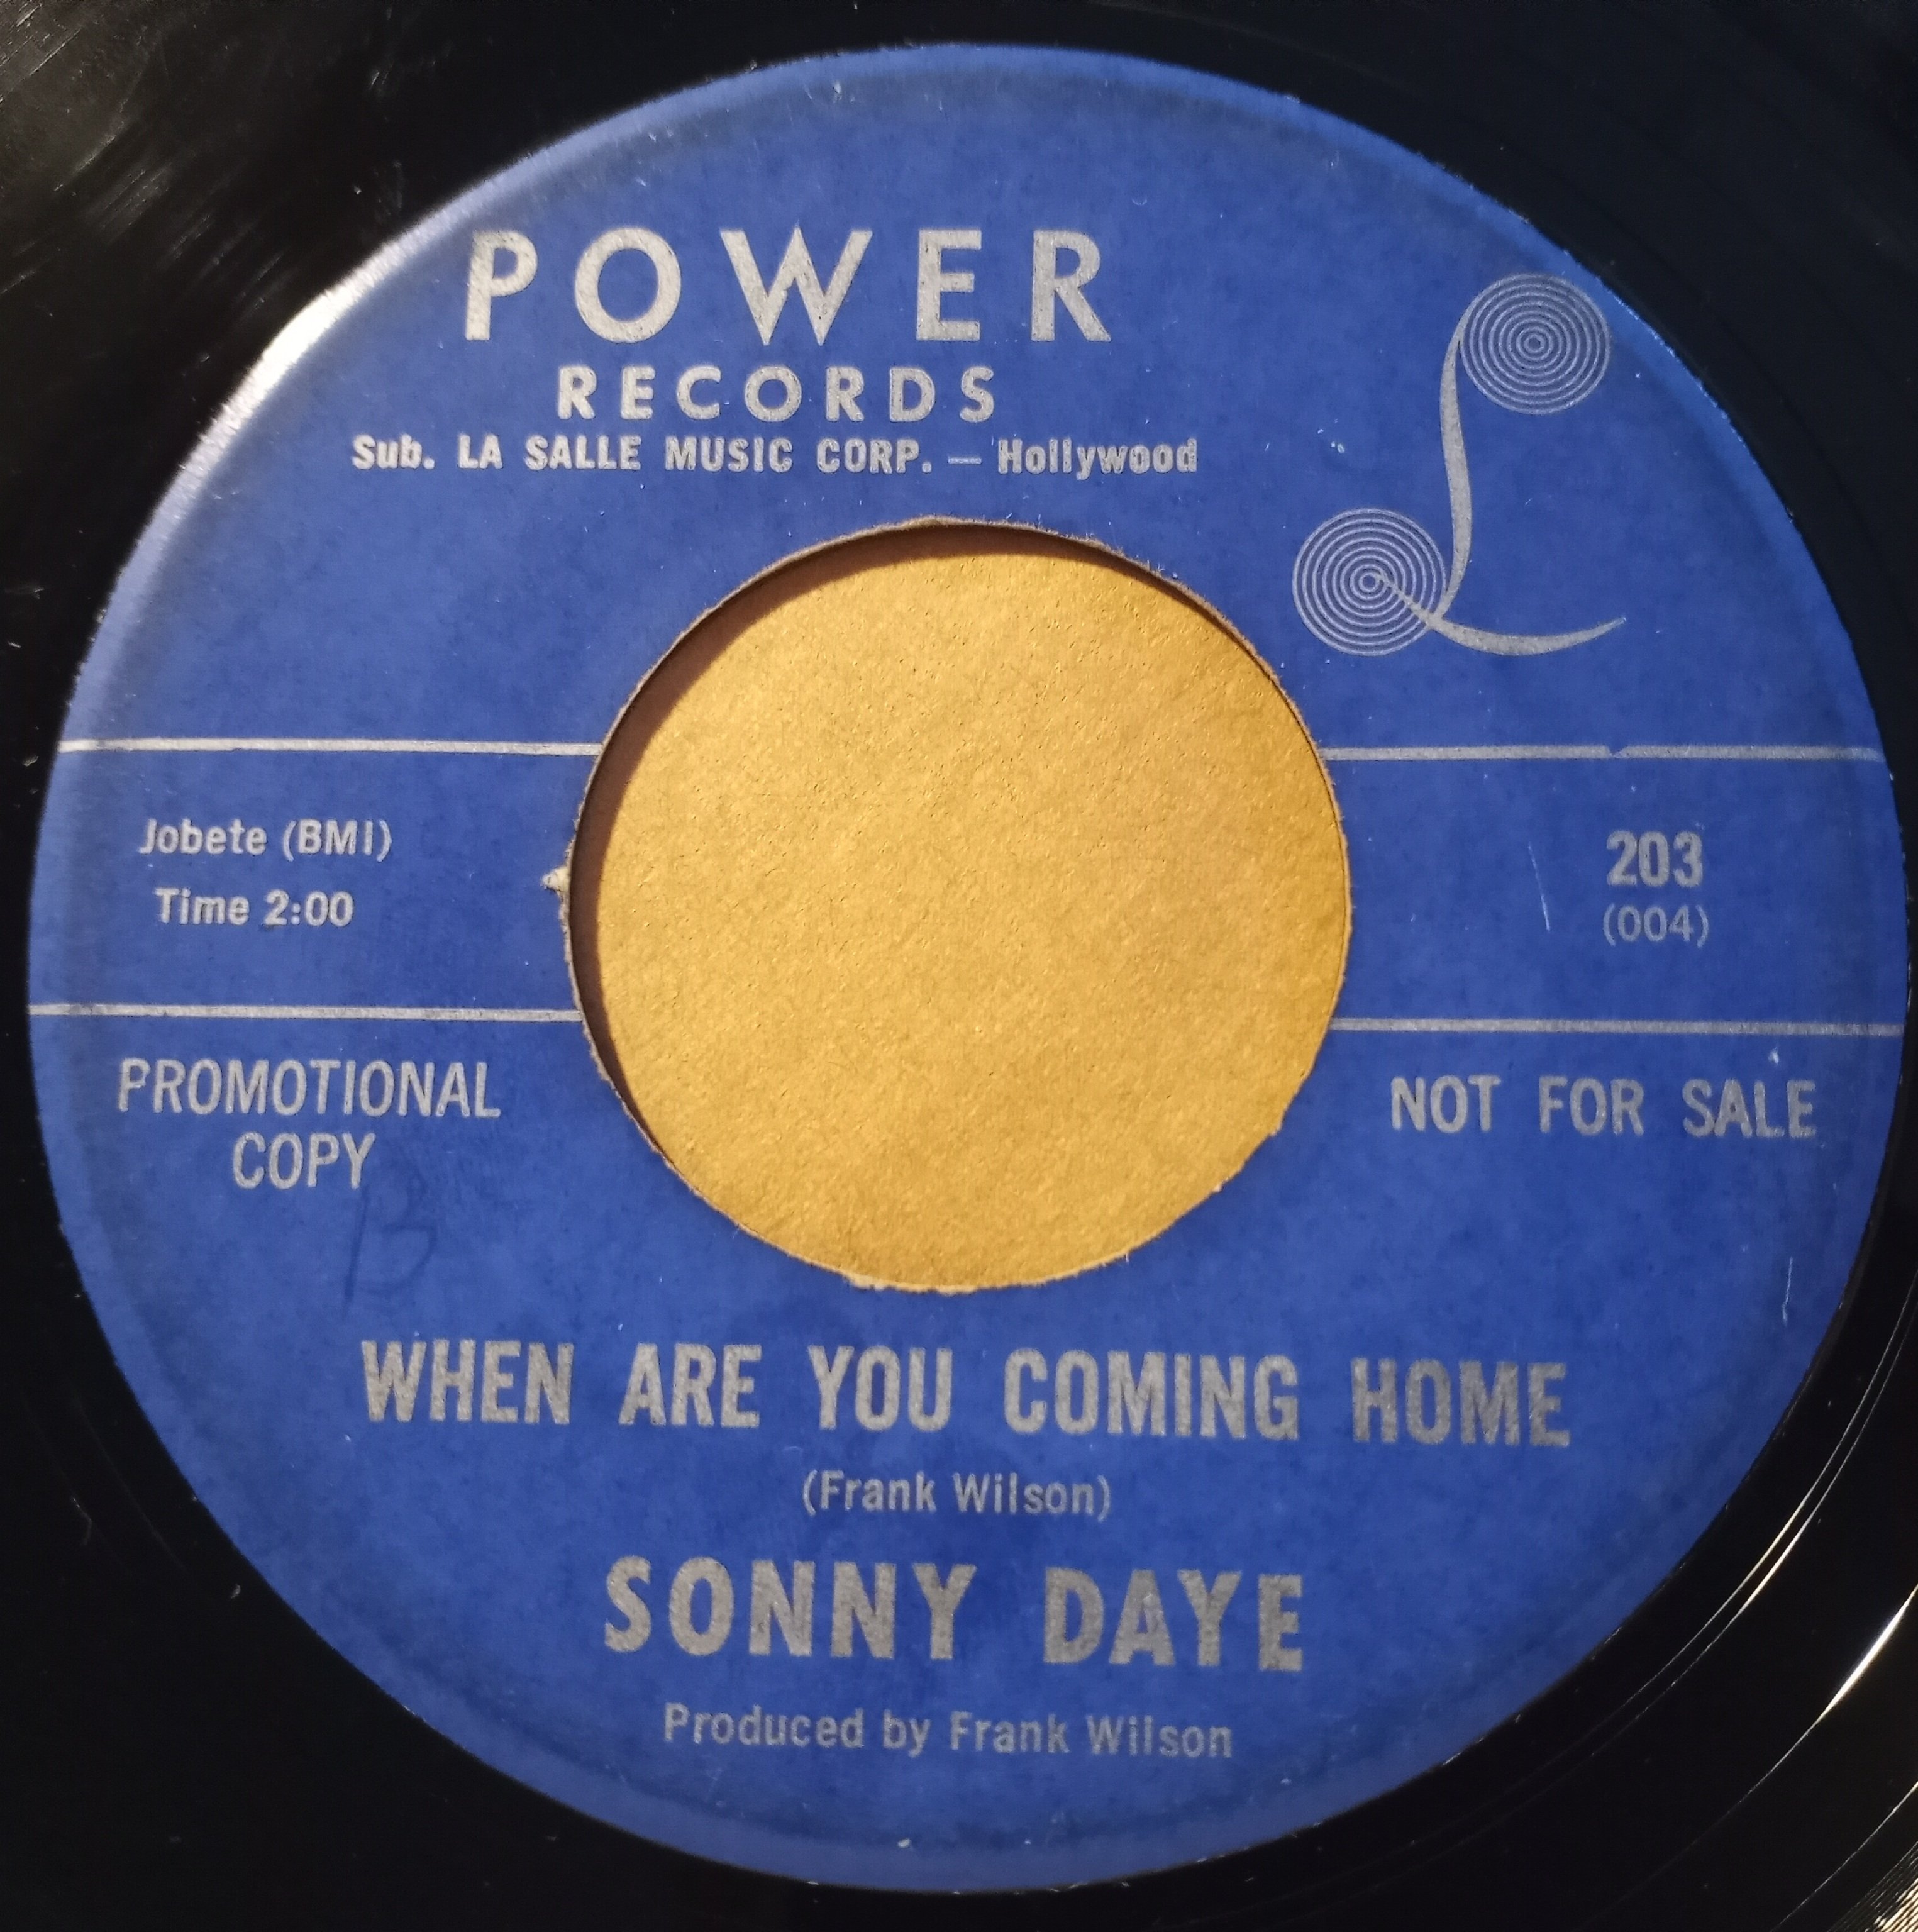 POWER
RECORDS
Sub. LA SALLE MUSIC CORP. — Hollywood
Jobete (BMI)
Time 2:00
203
(004)
PROMOTIONAL
COPY
NOT FOR SALE
B
WHEN ARE YOU COMING HOME
(Frank Wilson)
SONNY DAYE
Produced by Frank Wilson